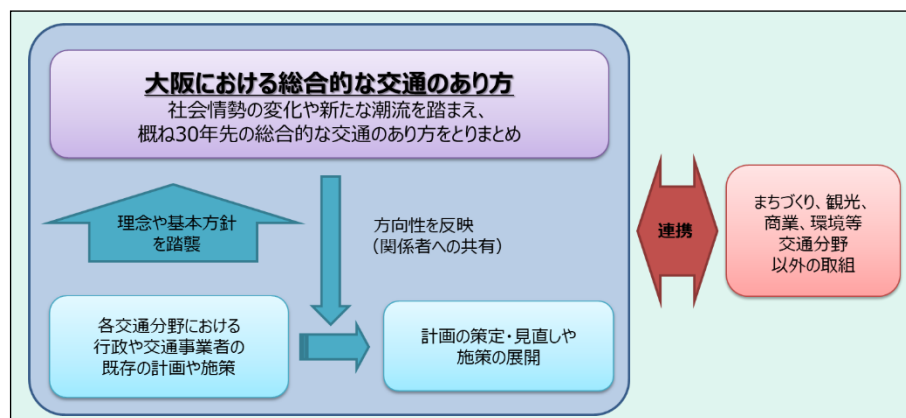 大阪における総合的な交通のあり方
社会情勢の変化や新たな潮流を踏まえ、
概ね30年先の総合的な交通のあり方をとりまとめ
理念や基本方針
を踏襲
方向性を反映
（関係者への共有）
連携
まちづくり、観光、
商業、環境等
交通分野
以外の取組
各交通分野における
行政や交通事業者の
既存の計画や施策
計画の策定・見直しや
施策の展開